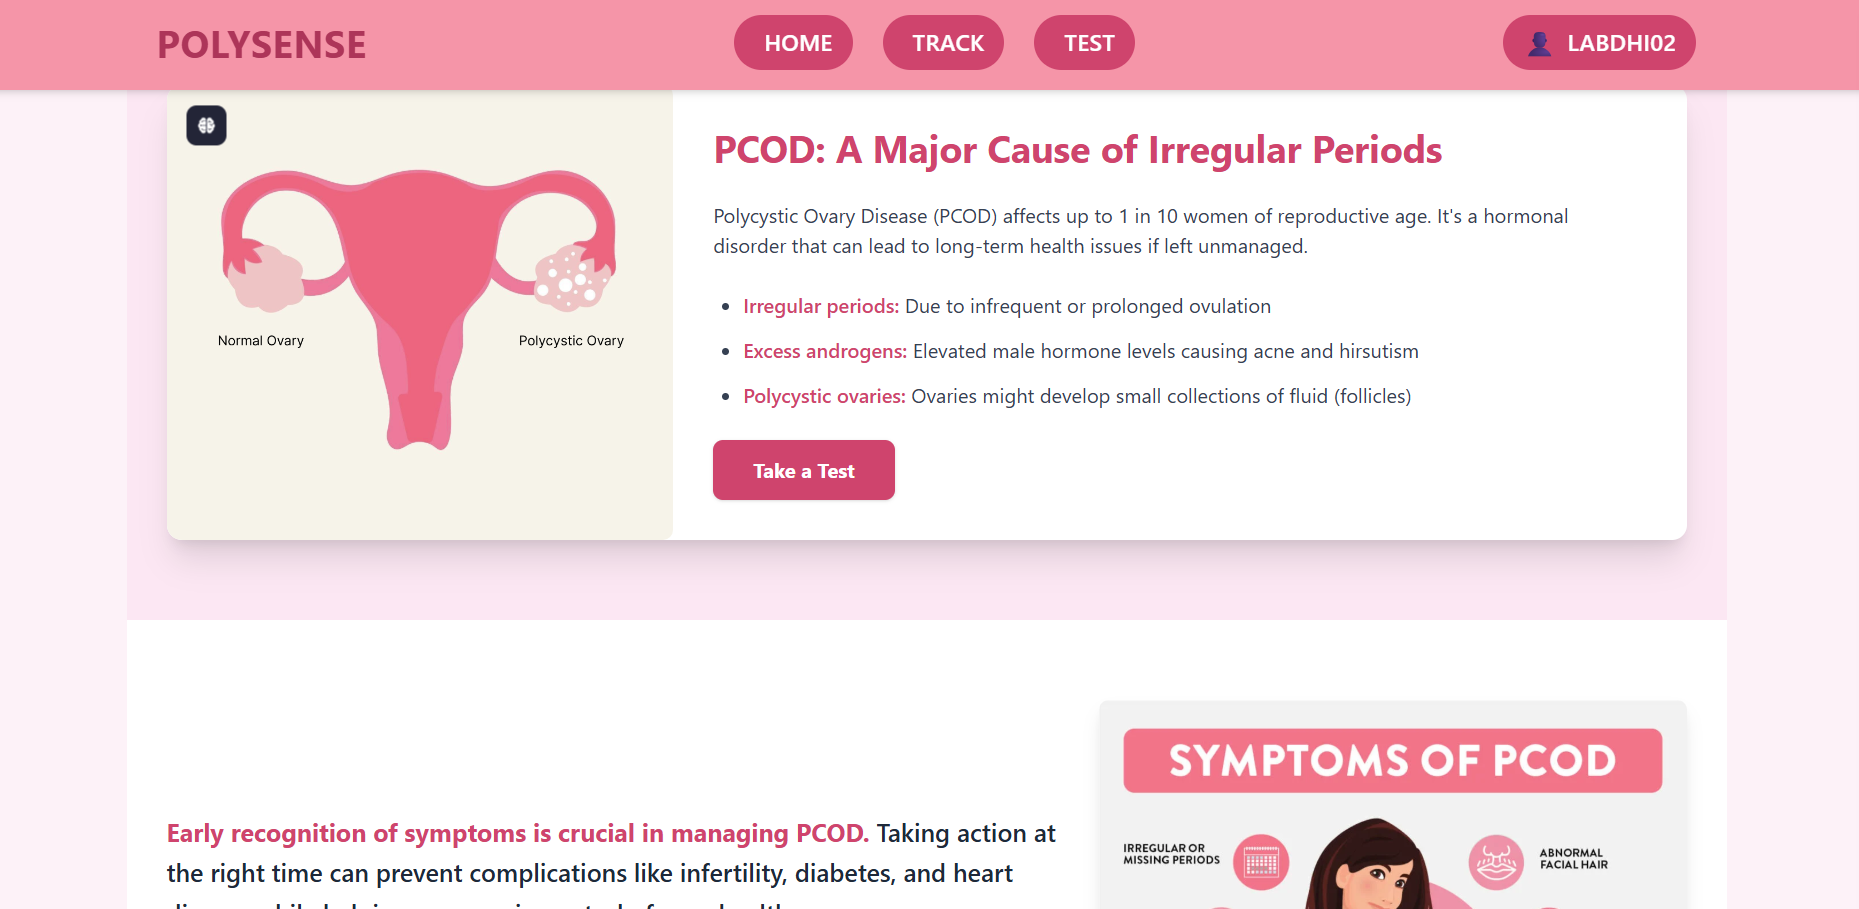 POLYSENSE
HOME
TRACK
TEST
LABDHI02
Normal Ovary
Polycystic Ovary
PCOD: A Major Cause of Irregular Periods
Polycystic Ovary Disease (PCOD) affects up to 1 in 10 women of reproductive age. It's a hormonal
disorder that can lead to long-term health issues if left unmanaged.
Irregular periods: Due to infrequent or prolonged ovulation
Excess androgens: Elevated male hormone levels causing acne and hirsutism
Polycystic ovaries: Ovaries might develop small collections of fluid (follicles)
Take a Test
Early recognition of symptoms is crucial in managing PCOD. Taking action at
the right time can prevent complications like infertility, diabetes, and heart
SYMPTOMS OF PCOD
IRREGULAR OR
MISSING PERIODS
ABNORMAL
FACIAL HAIR